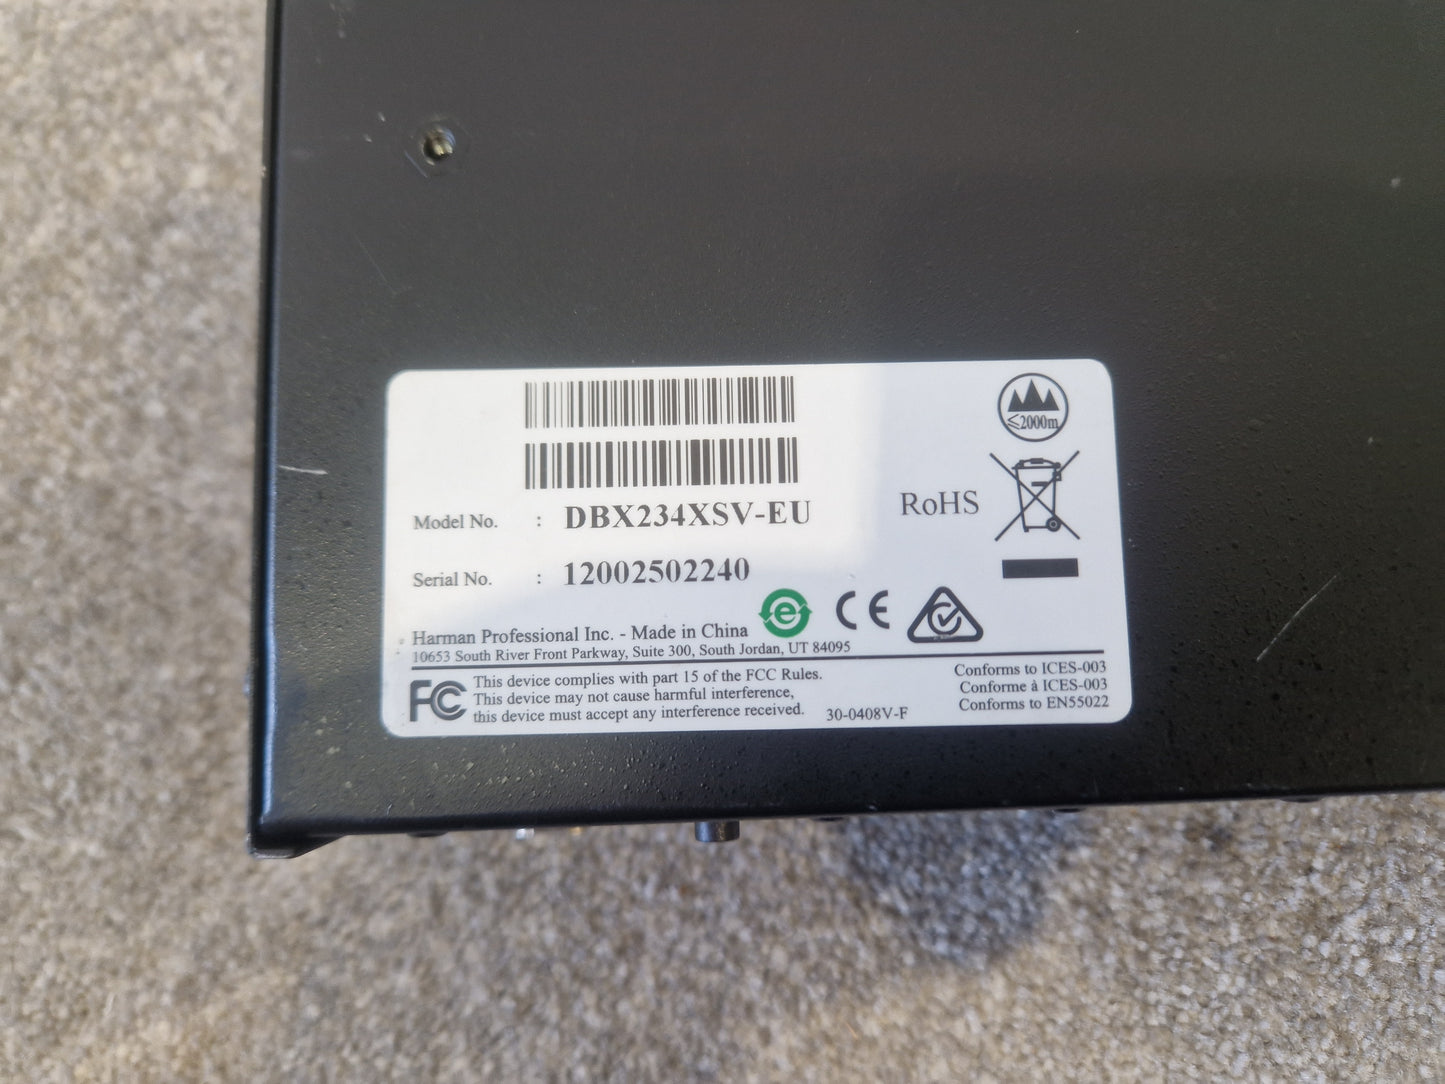 ≤2000m
RoHS
Model No. : DBX234XSV-EU
Serial No. : 12002502240
e CE
Harman Professional Inc. - Made in China
10653 South River Front Parkway, Suite 300, South Jordan, UT 84095
FC This device complies with part 15 of the FCC Rules.
This device may not cause harmful interference,
this device must accept any interference received.
30-0408V-F
Conforms to ICES-003
Conforme à ICES-003
Conforms to EN55022